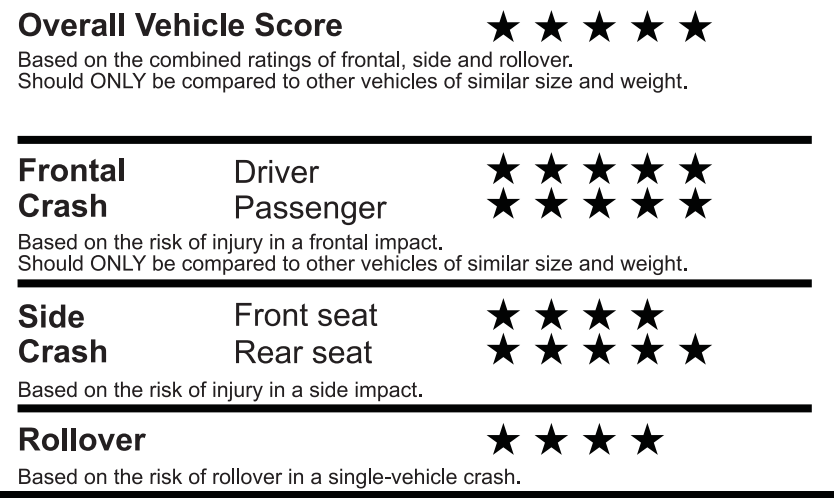 Overall Vehicle Score ★ ★ ★ ★ ★
Based on the combined ratings of frontal, side and rollover.
Should ONLY be compared to other vehicles of similar size and weight.
Frontal Driver ★ ★ ★ ★ ★
Crash Passenger ★ ★ ★ ★ ★
Based on the risk of injury in a frontal impact.
Should ONLY be compared to other vehicles of similar size and weight.
Side Front seat ★ ★ ★ ★
Crash Rear seat ★ ★ ★ ★ ★
Based on the risk of injury in a side impact.
Rollover ★ ★ ★ ★
Based on the risk of rollover in a single-vehicle crash.